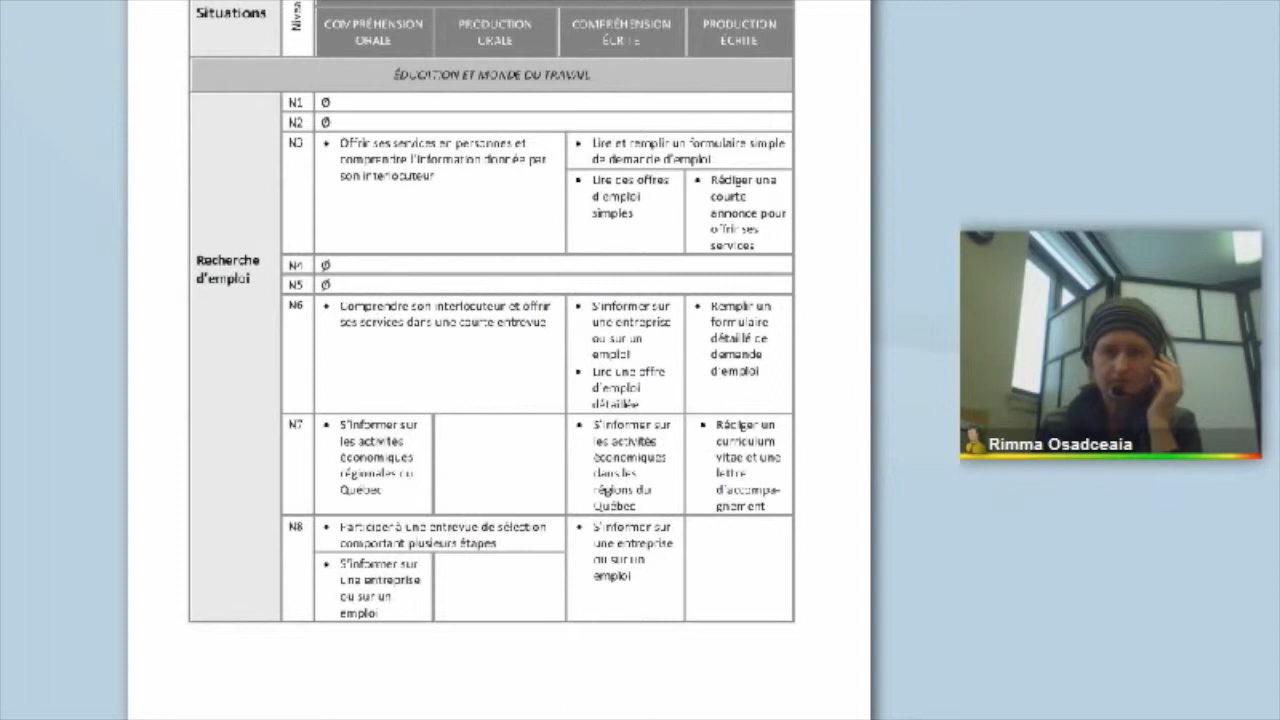 Situations
Nivea
COMPRÉHENSION
ORALE
PRODUCTION
ORALE
COMPRÉHENSION
ÉCRITE
PRODUCTION
ÉCRITE
ÉDUCATION ET MONDE DU TRAVAIL
Recherche
d'emploi
N1 Ø
N2 Ø
N3
• Offrir ses services en personnes et
comprendre l'information donnée par
son interlocuteur
• Lire et remplir un formulaire simple
de demande d'emploi
• Lire des offres
d'emploi
simples
• Rédiger une
courte
annonce pour
offrir ses
services
N4 Ø
N5 Ø
N6
• Comprendre son interlocuteur et offrir
ses services dans une courte entrevue
• S'informer sur
une entreprise
ou sur un
emploi
• Lire une offre
d'emploi
détaillée
• Remplir un
formulaire
détaillé de
demande
d'emploi
N7
• S'informer sur
les activités
économiques
régionales du
Québec
• S'informer sur
les activités
économiques
dans les
régions du
Québec
• Rédiger un
curriculum
vitae et une
lettre
d'accompa-
gnement
N8
• Participer à une entrevue de sélection
comportant plusieurs étapes
• S'informer sur
une entreprise
ou sur un
emploi
• S'informer sur
une entreprise
ou sur un
emploi
Rimma Osadceaia